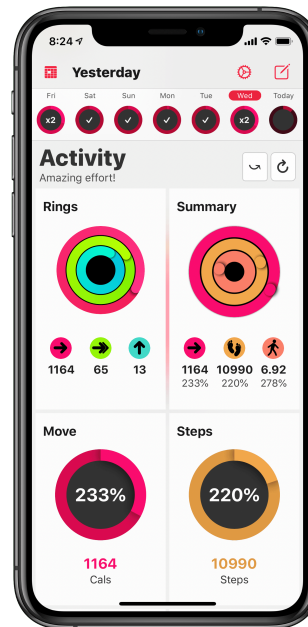 8:24
Yesterday
Fri Sat Sun Mon Tue Wed Today
x2 x2
Activity
Amazing effort!
Rings
Summary
1164 65 13
1164 10990 6.92
233% 220% 278%
Move
Steps
233%
220%
1164
10990
Cals
Steps